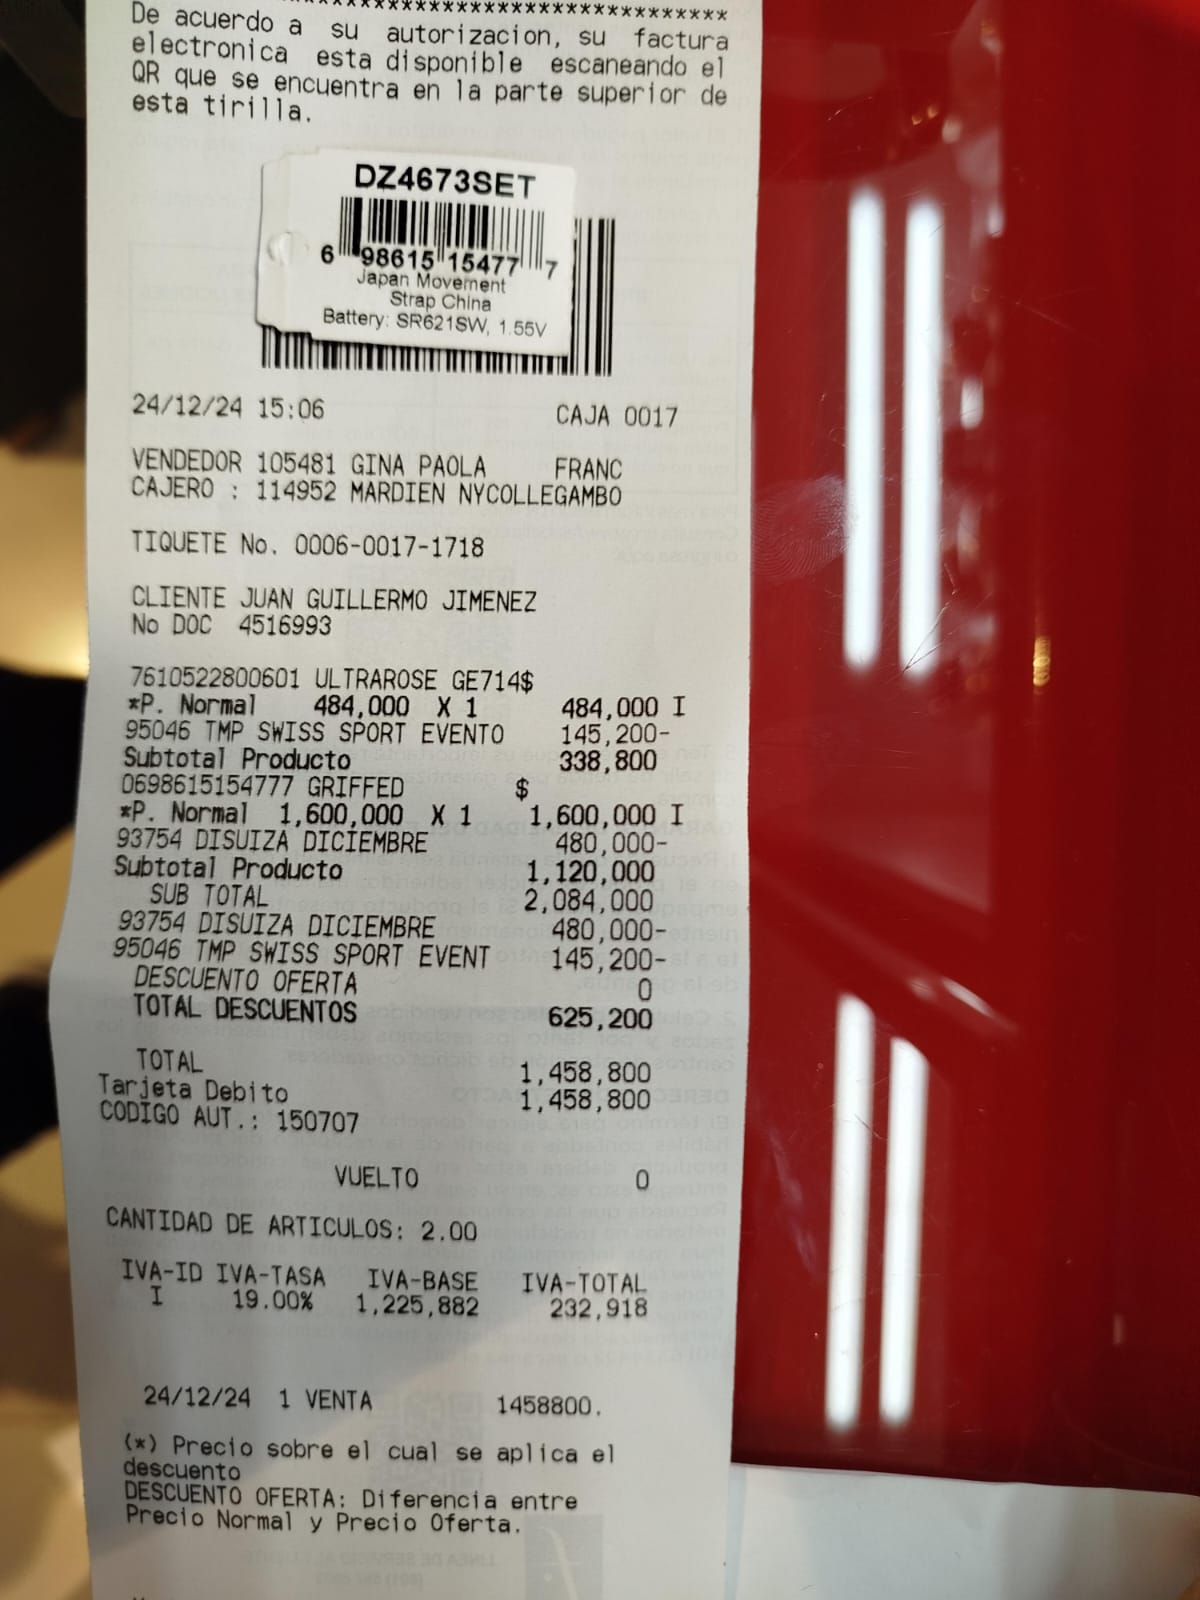 ****************************************
De acuerdo a su autorizacion, su factura
electronica esta disponible escaneando el
QR que se encuentra en la parte superior de
esta tirilla.
DZ4673SET
6 98615 15477 7
Japan Movement
Strap China
Battery: SR621SW, 1.55V
24/12/24 15:06 CAJA 0017
VENDEDOR 105481 GINA PAOLA FRANC
CAJERO : 114952 MARDIEN NYCOLLEGAMBO
TIQUETE No. 0006-0017-1718
CLIENTE JUAN GUILLERMO JIMENEZ
No DOC 4516993
7610522800601 ULTRAROSE GE714$
*P. Normal 484,000 X 1 484,000 I
95046 TMP SWISS SPORT EVENTO 145,200-
Subtotal Producto 338,800
0698615154777 GRIFFED $
*P. Normal 1,600,000 X 1 1,600,000 I
93754 DISUIZA DICIEMBRE 480,000-
Subtotal Producto 1,120,000
SUB TOTAL 2,084,000
93754 DISUIZA DICIEMBRE 480,000-
95046 TMP SWISS SPORT EVENT 145,200-
DESCUENTO OFERTA 0
TOTAL DESCUENTOS 625,200
TOTAL 1,458,800
Tarjeta Debito 1,458,800
CODIGO AUT.: 150707
VUELTO 0
CANTIDAD DE ARTICULOS: 2.00
IVA-ID IVA-TASA IVA-BASE IVA-TOTAL
I 19.00% 1,225,882 232,918
24/12/24 1 VENTA 1458800.
(*) Precio sobre el cual se aplica el
descuento
DESCUENTO OFERTA: Diferencia entre
Precio Normal y Precio Oferta.